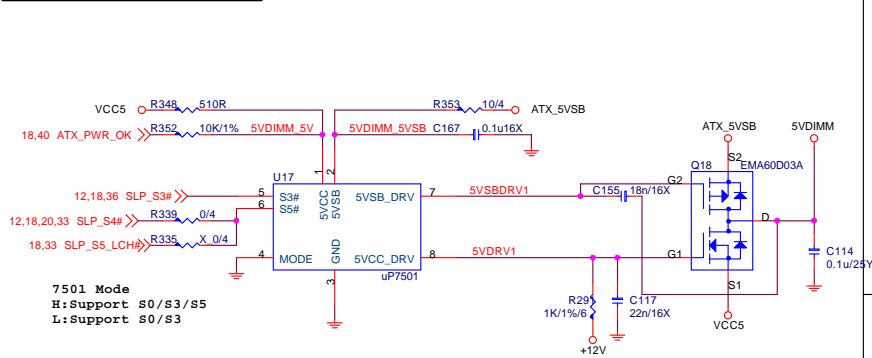 VCC5 R348 510R R353 10/4 ATX_5VSB
18,40 ATX_PWR_OK R352 10K/1% 5VDIMM_5V 5VDIMM_5VSB C167 0.1u16X
ATX_5VSB 5VDIMM
U17 1 2 Q18 S2 EMA60D03A
12,18,36 SLP_S3# 5 S3# 5VCC 5VSB 5VSB_DRV 7 5VSBDRV1 C155 18n/16X G2
6 S5#
12,18,20,33 SLP_S4# R339 0/4 D
18,33 SLP_S5_LCH# R335 X_0/4
4 MODE GND 5VCC_DRV 8 5VDRV1 G1 C114
uP7501 0.1u/25Y
3 S1
7501 Mode
H:Support S0/S3/S5
L:Support S0/S3
R291 C117
1K/1%/6 22n/16X
VCC5
+12V